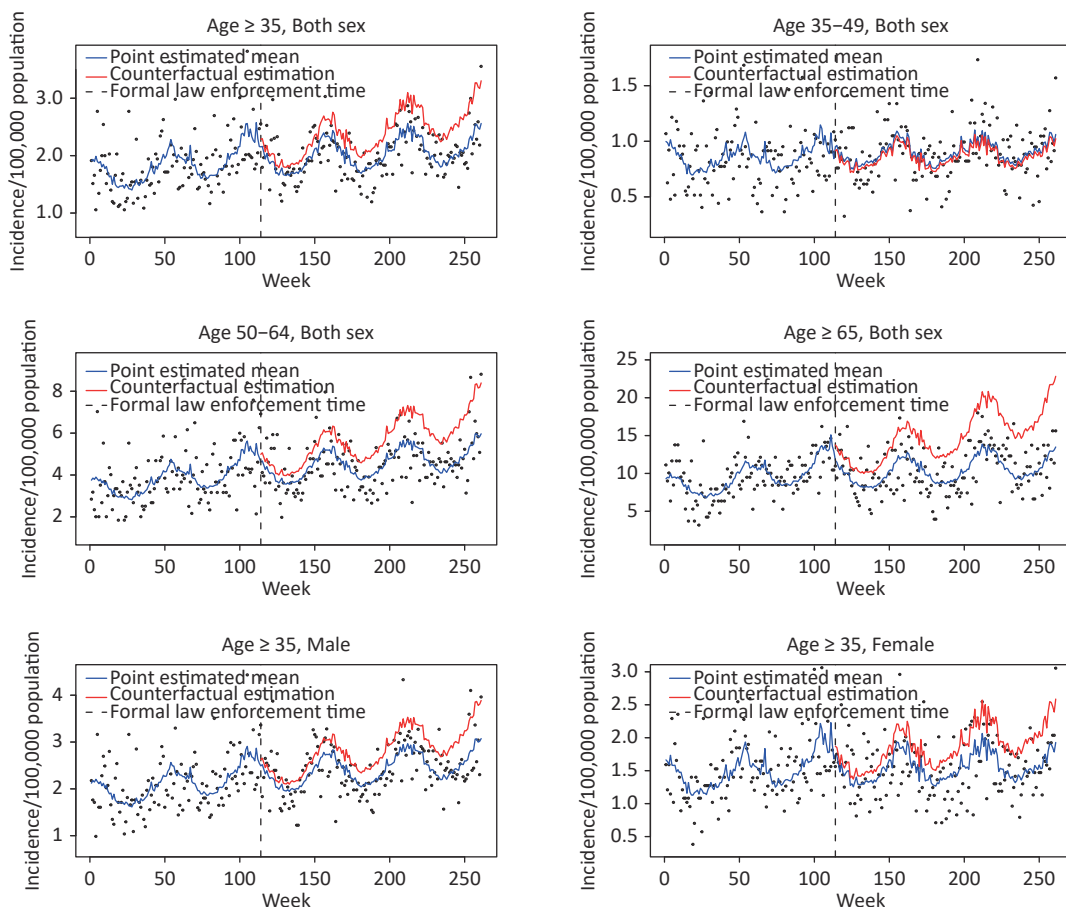 Age ≥ 35, Both sex
Point estimated mean
Counterfactual estimation
Formal law enforcement time
Incidence/100,000 population
3.0
2.0
1.0
0 50 100 150 200 250
Week
Age 35−49, Both sex
Point estimated mean
Counterfactual estimation
Formal law enforcement time
Incidence/100,000 population
1.5
1.0
0.5
0 50 100 150 200 250
Week
Age 50−64, Both sex
Point estimated mean
Counterfactual estimation
Formal law enforcement time
Incidence/100,000 population
8
6
4
2
0 50 100 150 200 250
Week
Age ≥ 65, Both sex
Point estimated mean
Counterfactual estimation
Formal law enforcement time
Incidence/100,000 population
25
20
15
10
5
0 50 100 150 200 250
Week
Age ≥ 35, Male
Point estimated mean
Counterfactual estimation
Formal law enforcement time
Incidence/100,000 population
4
3
2
1
0 50 100 150 200 250
Week
Age ≥ 35, Female
Point estimated mean
Counterfactual estimation
Formal law enforcement time
Incidence/100,000 population
3.0
2.5
2.0
1.5
1.0
0.5
0 50 100 150 200 250
Week